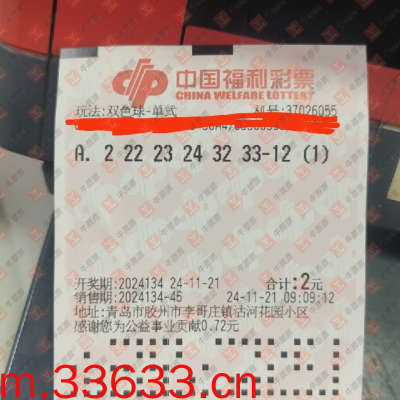 中国福利彩票
CHINA WELFARE LOTTERY
玩法:双色球-单式 机号:37026055
A. 2 22 23 24 32 33-12 (1)
开奖期:2024134 24-11-21 合计:2元
销售期:2024134-45 24-11-21 09:09:12
地址:青岛市胶州市李哥庄镇沽河花园小区
感谢您为公益事业贡献0.72元
m.33633.cn